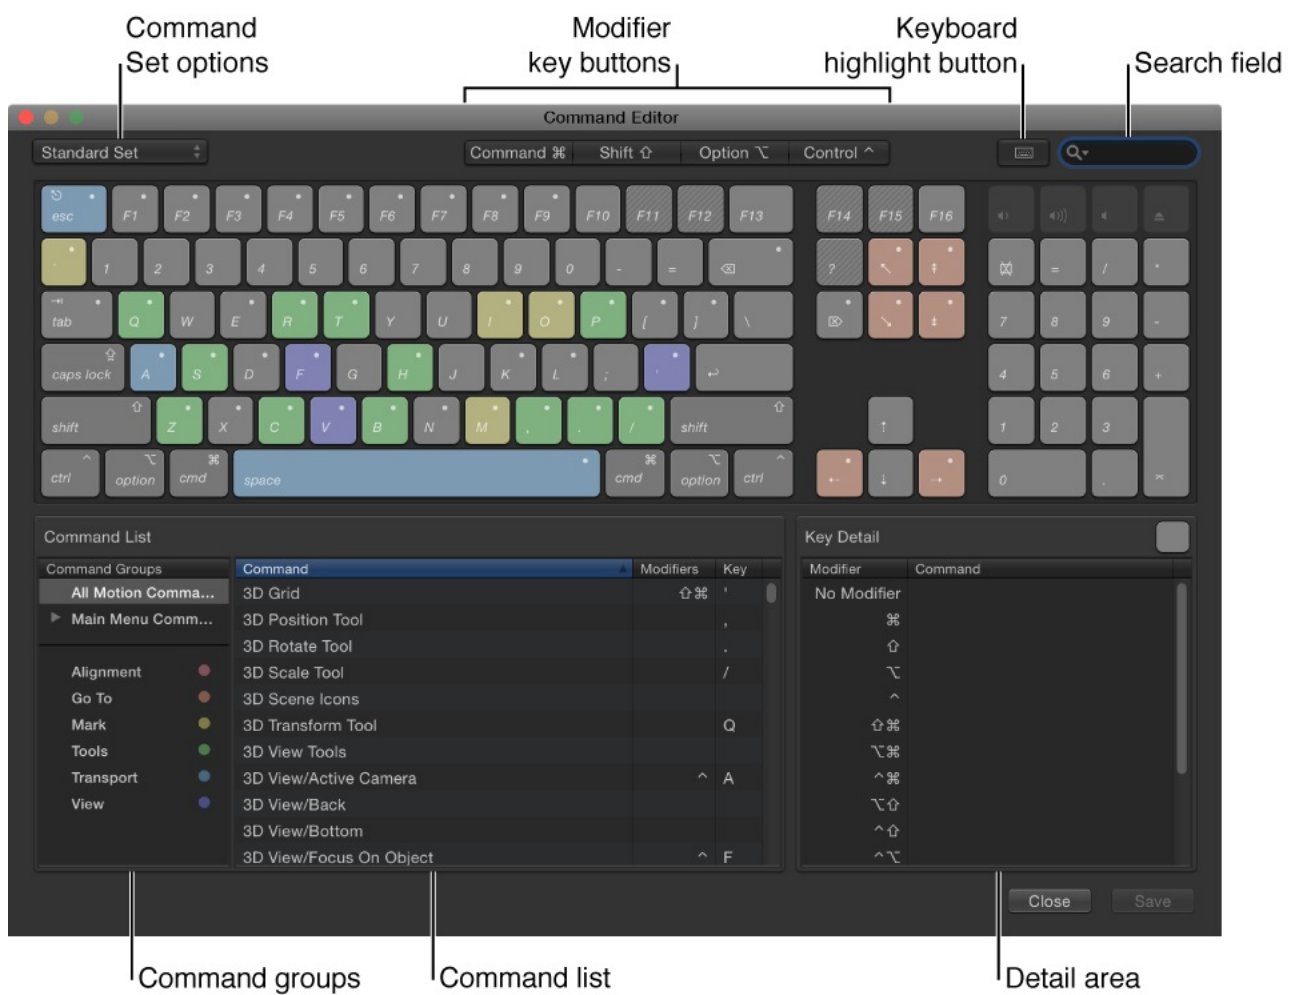 Command
Set options
Modifier
key buttons
Keyboard
highlight button
Search field
Command Editor
Standard Set
Command ⌘
Shift ⇧
Option ⌥
Control ^
esc F1 F2 F3 F4 F5 F6 F7 F8 F9 F10 F11 F12 F13 F14 F15 F16
` 1 2 3 4 5 6 7 8 9 0 - = ⌫ ? ↖ ⇞ = / *
tab Q W E R T Y U I O P [ ] \ ⌦ ↘ ⇟ 7 8 9 -
caps lock A S D F G H J K L ; ' ↩ 4 5 6 +
shift Z X C V B N M , . / shift ↑ 1 2 3
ctrl option cmd space cmd option ctrl ← ↓ → 0 . ⌤
Command List
Command Groups
All Motion Comma...
Main Menu Comm...
Alignment
Go To
Mark
Tools
Transport
View
Command Modifiers Key
3D Grid ⇧⌘ '
3D Position Tool ,
3D Rotate Tool .
3D Scale Tool /
3D Scene Icons
3D Transform Tool Q
3D View Tools
3D View/Active Camera ^ A
3D View/Back
3D View/Bottom
3D View/Focus On Object ^ F
Key Detail
Modifier Command
No Modifier
⌘
⇧
⌥
^
⇧⌘
⌥⌘
^⌘
⌥⇧
^⇧
^⌥
Close
Save
Command groups
Command list
Detail area